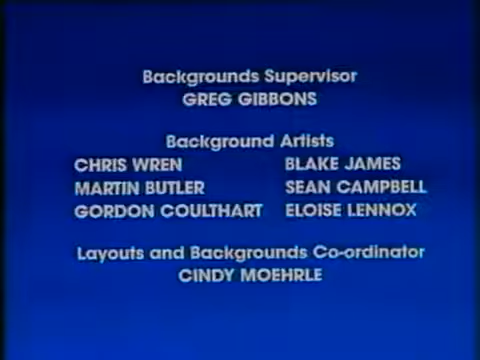 Backgrounds Supervisor
GREG GIBBONS
Background Artists
CHRIS WREN BLAKE JAMES
MARTIN BUTLER SEAN CAMPBELL
GORDON COULTHART ELOISE LENNOX
Layouts and Backgrounds Co-ordinator
CINDY MOEHRLE